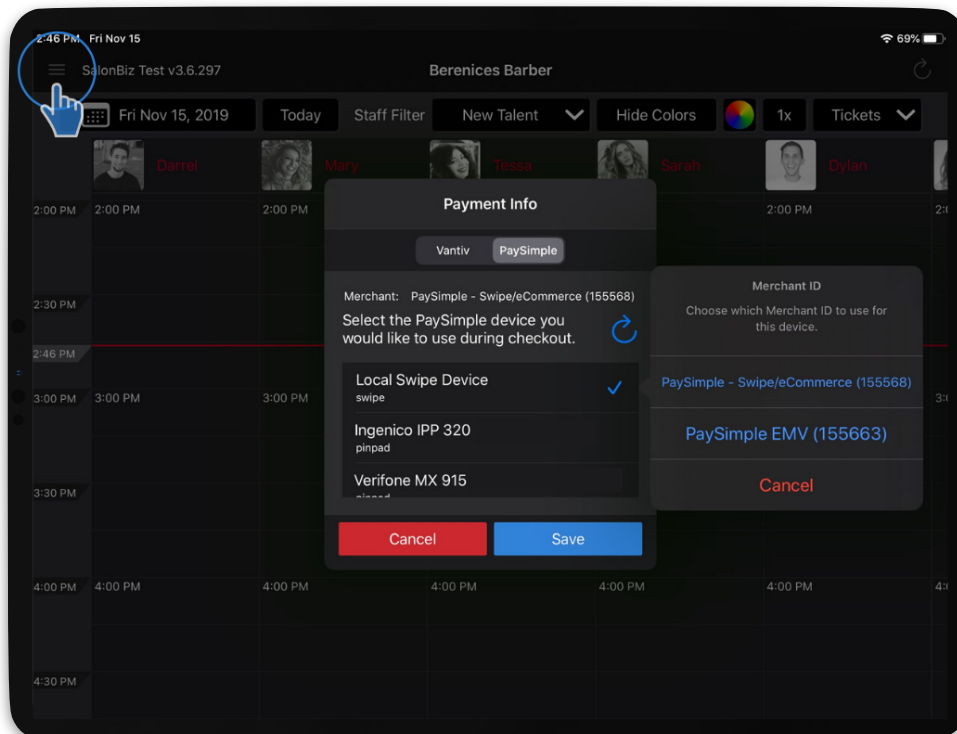 2:46 PM Fri Nov 15
69%
SalonBiz Test v3.6.297
Berenices Barber
Fri Nov 15, 2019
Today
Staff Filter
New Talent
Hide Colors
1x
Tickets
Darrel
Mary
Tessa
Sarah
Dylan
2:00 PM 2:00 PM 2:00 PM 2:00 PM
Payment Info
Vantiv PaySimple
Merchant: PaySimple - Swipe/eCommerce (155568)
Select the PaySimple device you
would like to use during checkout.
Local Swipe Device
swipe
Ingenico IPP 320
pinpad
Verifone MX 915
Cancel Save
Merchant ID
Choose which Merchant ID to use for
this device.
PaySimple - Swipe/eCommerce (155568)
PaySimple EMV (155663)
Cancel
2:30 PM
2:46 PM
3:00 PM 3:00 PM 3:00 PM
3:30 PM
4:00 PM 4:00 PM 4:00 PM 4:00 PM 4:00 PM 4:00 PM
4:30 PM